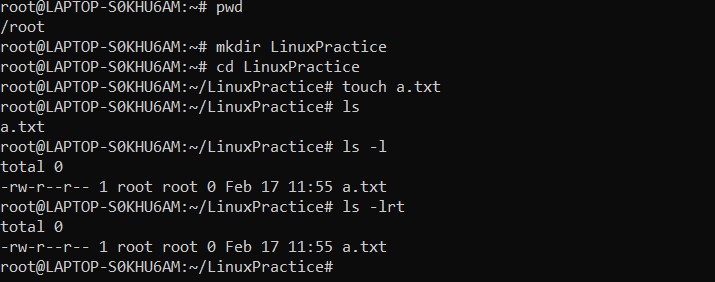 root@LAPTOP-S0KHU6AM:~# pwd
/root
root@LAPTOP-S0KHU6AM:~# mkdir LinuxPractice
root@LAPTOP-S0KHU6AM:~# cd LinuxPractice
root@LAPTOP-S0KHU6AM:~/LinuxPractice# touch a.txt
root@LAPTOP-S0KHU6AM:~/LinuxPractice# ls
a.txt
root@LAPTOP-S0KHU6AM:~/LinuxPractice# ls -l
total 0
-rw-r--r-- 1 root root 0 Feb 17 11:55 a.txt
root@LAPTOP-S0KHU6AM:~/LinuxPractice# ls -lrt
total 0
-rw-r--r-- 1 root root 0 Feb 17 11:55 a.txt
root@LAPTOP-S0KHU6AM:~/LinuxPractice#